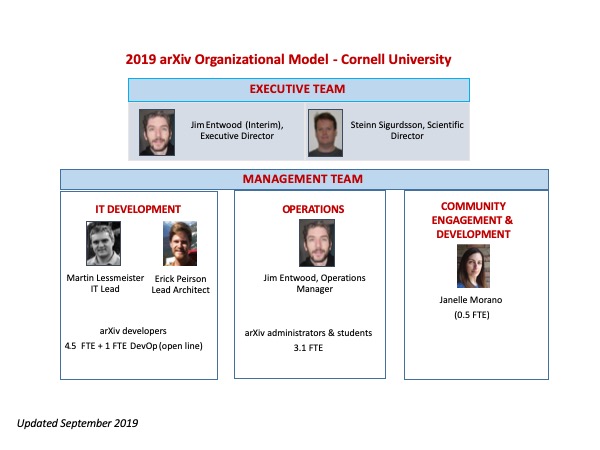 2019 arXiv Organizational Model - Cornell University
EXECUTIVE TEAM
Jim Entwood (Interim),
Executive Director
Steinn Sigurdsson, Scientific
Director
MANAGEMENT TEAM
IT DEVELOPMENT
Martin Lessmeister
IT Lead
Erick Peirson
Lead Architect
arXiv developers
4.5 FTE + 1 FTE DevOp (open line)
OPERATIONS
Jim Entwood, Operations
Manager
arXiv administrators & students
3.1 FTE
COMMUNITY
ENGAGEMENT &
DEVELOPMENT
Janelle Morano
(0.5 FTE)
Updated September 2019